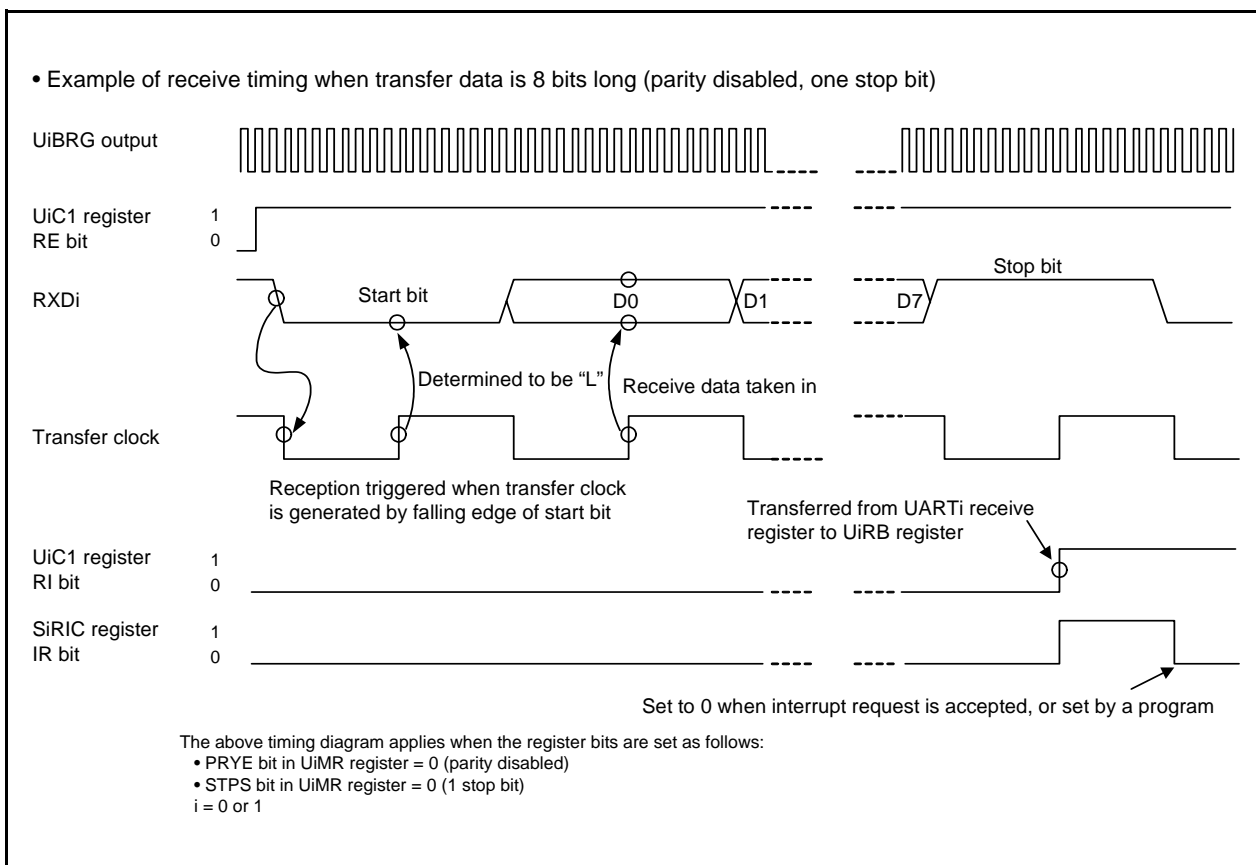 • Example of receive timing when transfer data is 8 bits long (parity disabled, one stop bit)
UiBRG output
UiC1 register
RE bit
1
0
RXDi
Start bit
D0
D1
D7
Stop bit
Determined to be “L”
Receive data taken in
Transfer clock
Reception triggered when transfer clock
is generated by falling edge of start bit
Transferred from UARTi receive
register to UiRB register
UiC1 register
RI bit
1
0
SiRIC register
IR bit
1
0
Set to 0 when interrupt request is accepted, or set by a program
The above timing diagram applies when the register bits are set as follows:
• PRYE bit in UiMR register = 0 (parity disabled)
• STPS bit in UiMR register = 0 (1 stop bit)
i = 0 or 1